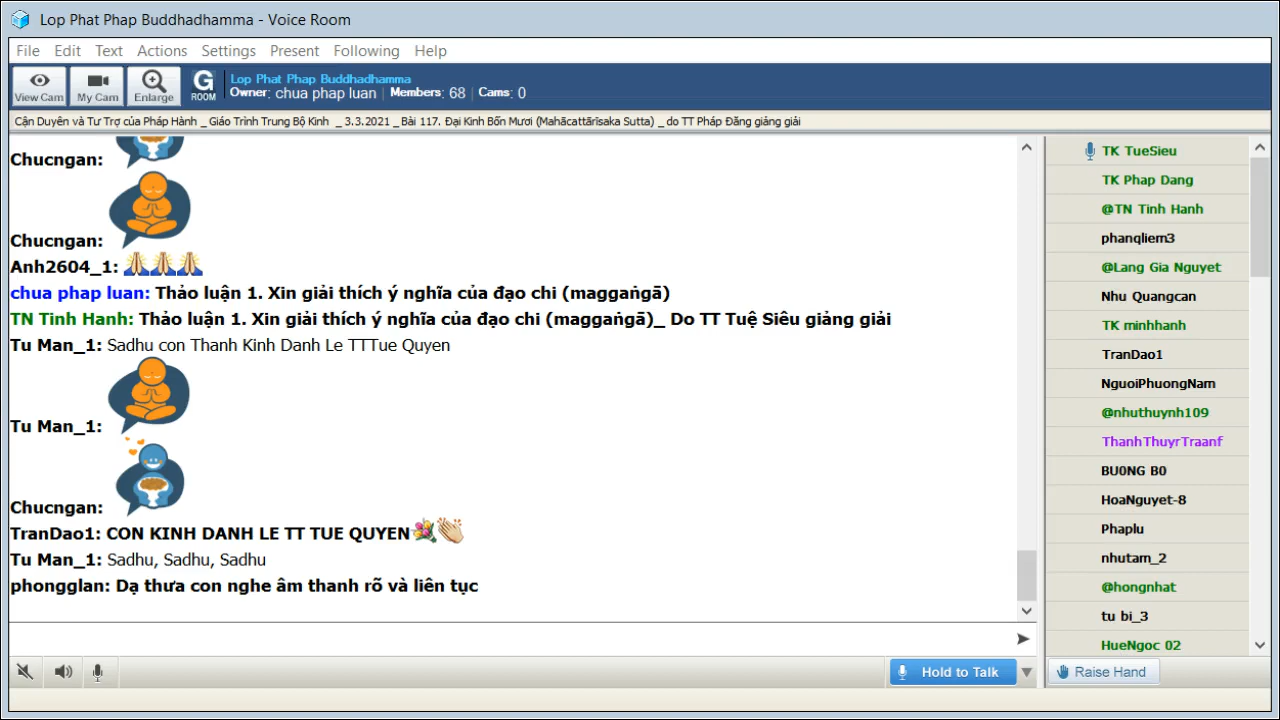 Lop Phat Phap Buddhadhamma - Voice Room
File Edit Text Actions Settings Present Following Help
View Cam My Cam Enlarge G ROOM
Lop Phat Phap Buddhadhamma
Owner: chua phap luan | Members: 68 | Cams: 0
Cận Duyên và Tư Trợ của Pháp Hành _ Giáo Trình Trung Bộ Kinh _ 3.3.2021 _ Bài 117. Đại Kinh Bốn Mươi (Mahācattārīsaka Sutta) _ do TT Pháp Đăng giảng giải
Chucngan:
Chucngan:
Anh2604_1: 🙏🙏🙏
chua phap luan: Thảo luận 1. Xin giải thích ý nghĩa của đạo chi (maggaṅgā)
TN Tinh Hanh: Thảo luận 1. Xin giải thích ý nghĩa của đạo chi (maggaṅgā)_ Do TT Tuệ Siêu giảng giải
Tu Man_1: Sadhu con Thanh Kinh Danh Le TTTue Quyen
Tu Man_1:
Chucngan:
TranDao1: CON KINH DANH LE TT TUE QUYEN💐👏
Tu Man_1: Sadhu, Sadhu, Sadhu
phongglan: Dạ thưa con nghe âm thanh rõ và liên tục
Hold to Talk
TK TueSieu
TK Phap Dang
@TN Tinh Hanh
phanqliem3
@Lang Gia Nguyet
Nhu Quangcan
TK minhhanh
TranDao1
NguoiPhuongNam
@nhuthuynh109
ThanhThuyrTraanf
BU0NG B0
HoaNguyet-8
Phaplu
nhutam_2
@hongnhat
tu bi_3
HueNgoc 02
Raise Hand